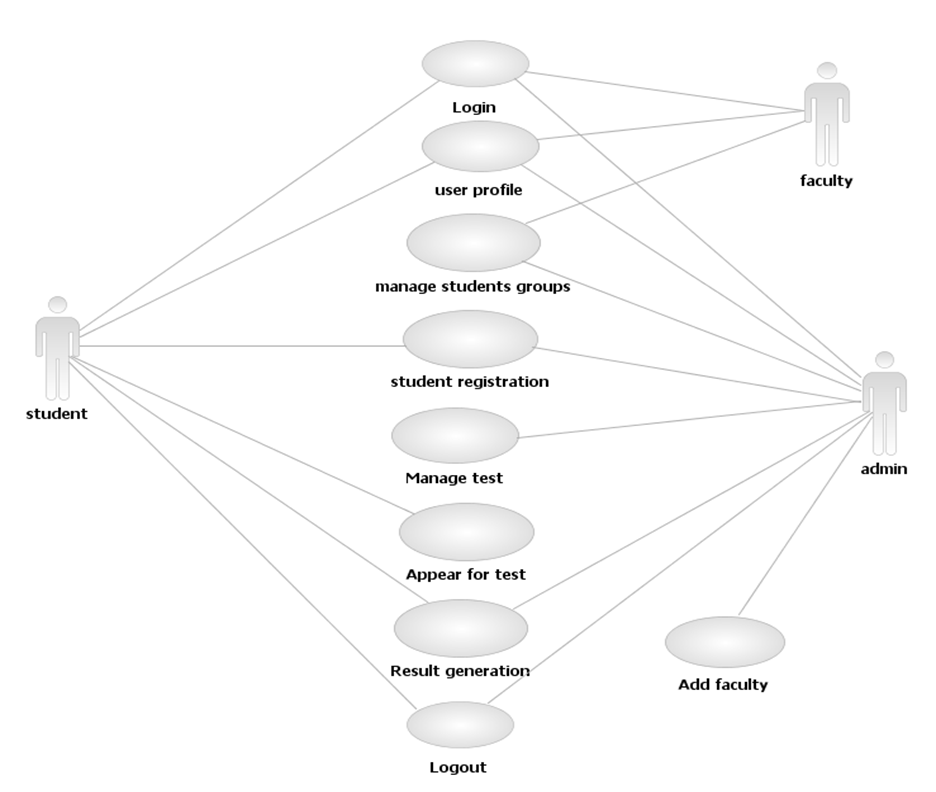 Login
faculty
user profile
manage students groups
student registration
student
admin
Manage test
Appear for test
Result generation
Add faculty
Logout